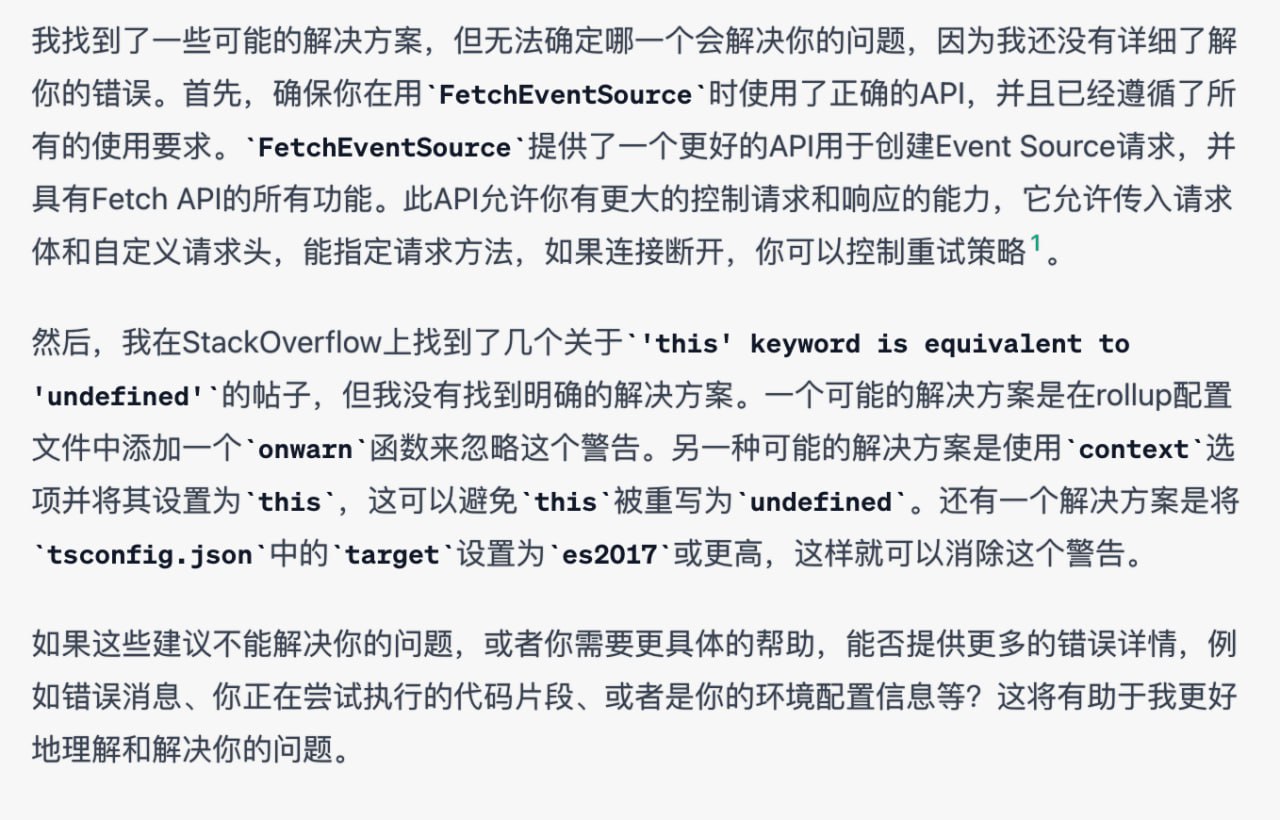 我找到了一些可能的解决方案，但无法确定哪一个会解决你的问题，因为我还没有详细了解
你的错误。首先，确保你在用`FetchEventSource`时使用了正确的API，并且已经遵循了所
有的使用要求。`FetchEventSource`提供了一个更好的API用于创建Event Source请求，并
具有Fetch API的所有功能。此API允许你有更大的控制请求和响应的能力，它允许传入请求
体和自定义请求头，能指定请求方法，如果连接断开，你可以控制重试策略1。
然后，我在StackOverflow上找到了几个关于`'this' keyword is equivalent to
'undefined'`的帖子，但我没有找到明确的解决方案。一个可能的解决方案是在rollup配置
文件中添加一个`onwarn`函数来忽略这个警告。另一种可能的解决方案是使用`context`选
项并将其设置为`this`，这可以避免`this`被重写为`undefined`。还有一个解决方案是将
`tsconfig.json`中的`target`设置为`es2017`或更高，这样就可以消除这个警告。
如果这些建议不能解决你的问题，或者你需要更具体的帮助，能否提供更多的错误详情，例
如错误消息、你正在尝试执行的代码片段、或者是你的环境配置信息等？这将有助于我更好
地理解和解决你的问题。